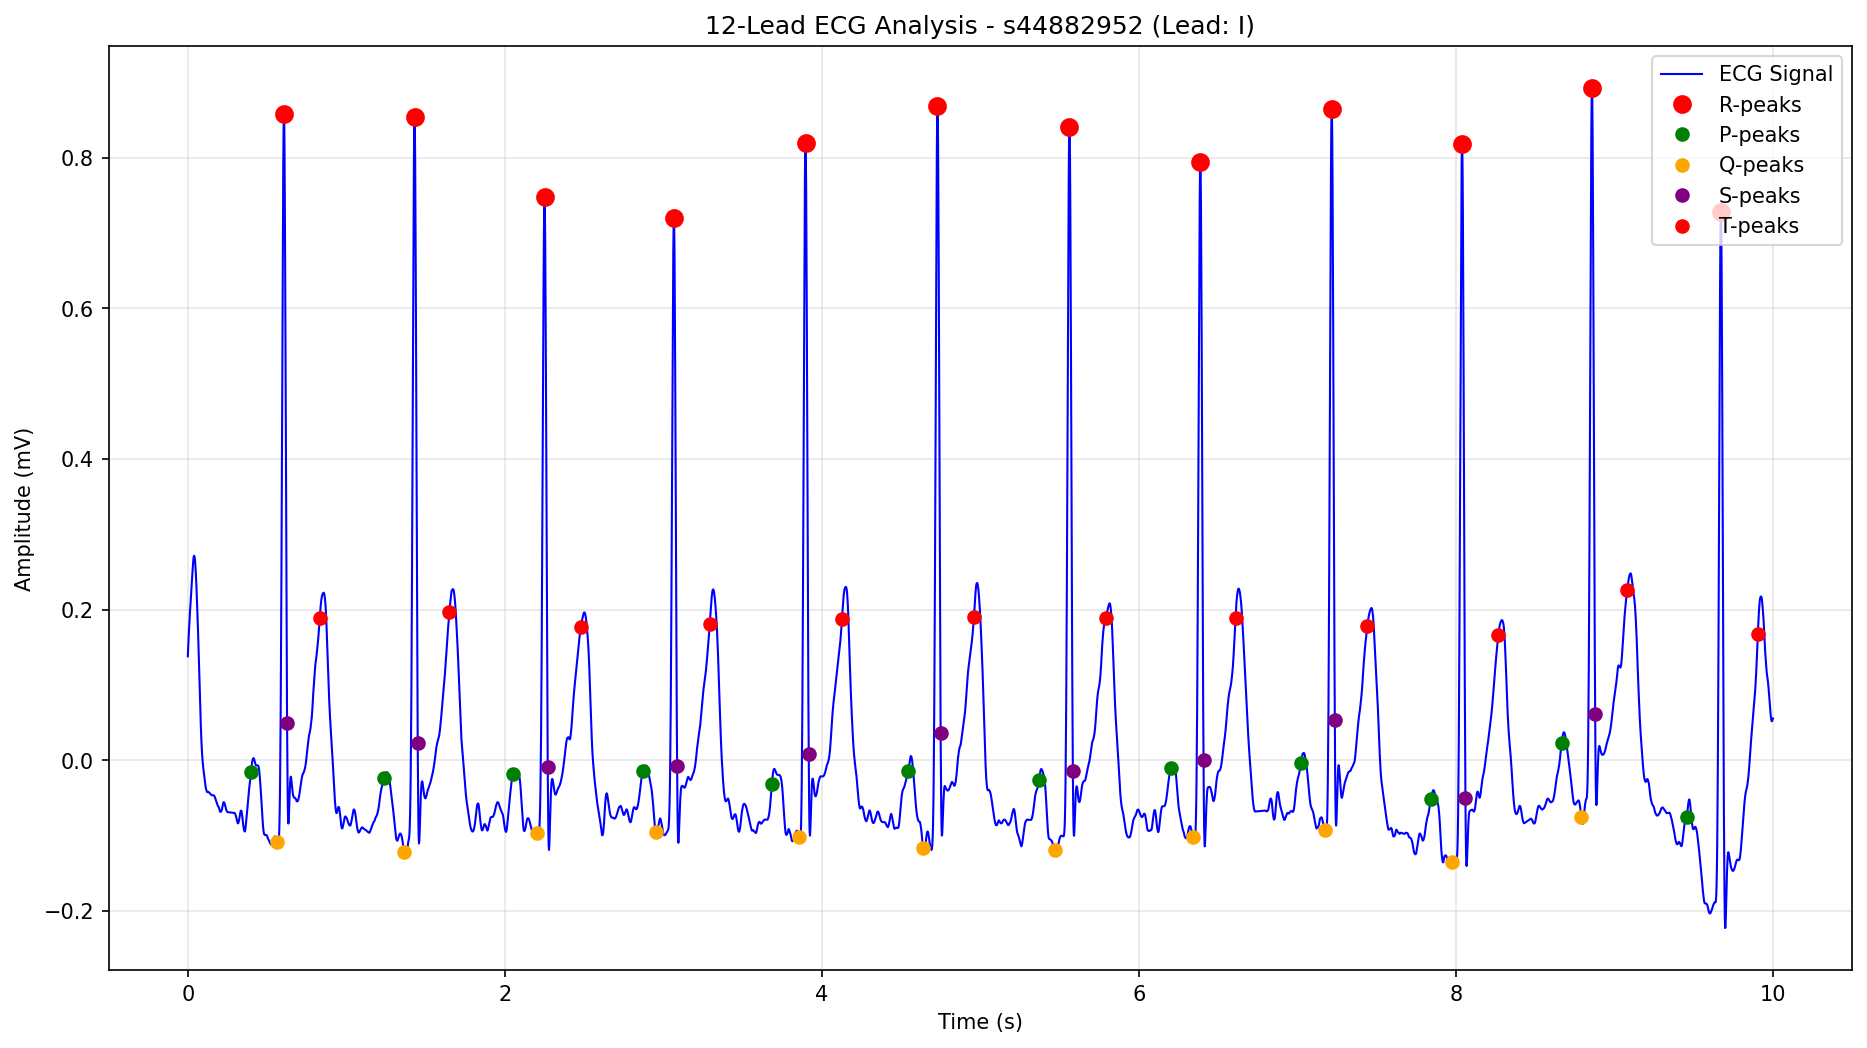 12-Lead ECG Analysis - s44882952 (Lead: I)
ECG Signal
R-peaks
P-peaks
Q-peaks
S-peaks
T-peaks
Amplitude (mV)
0.8
0.6
0.4
0.2
0.0
−0.2
0 2 4 6 8 10
Time (s)